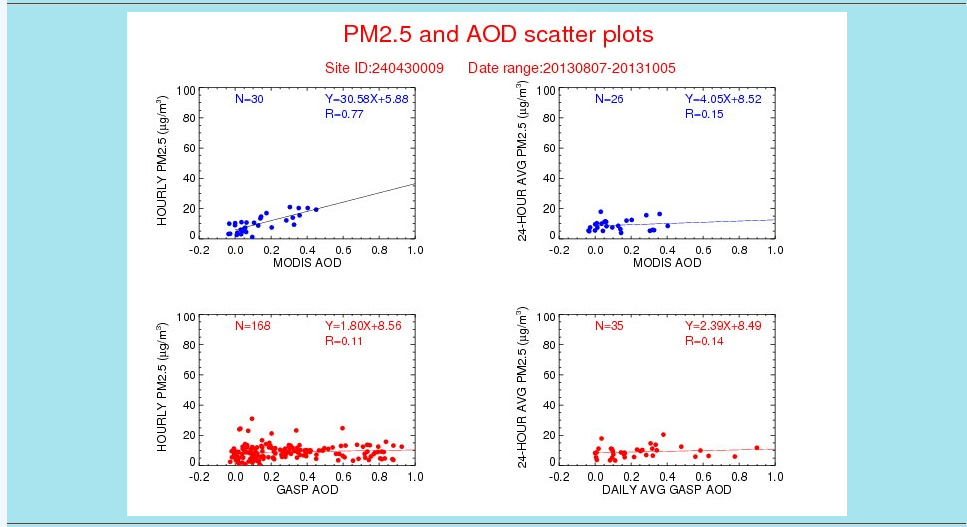 PM2.5 and AOD scatter plots
Site ID:240430009 Date range:20130807-20131005
N=30 Y=30.58X+5.88
R=0.77
100
80
60
40
20
0
HOURLY PM2.5 (µg/m³)
-0.2 0.0 0.2 0.4 0.6 0.8 1.0
MODIS AOD
N=26 Y=4.05X+8.52
R=0.15
100
80
60
40
20
0
24-HOUR AVG PM2.5 (µg/m³)
-0.2 0.0 0.2 0.4 0.6 0.8 1.0
MODIS AOD
N=168 Y=1.80X+8.56
R=0.11
100
80
60
40
20
0
HOURLY PM2.5 (µg/m³)
-0.2 0.0 0.2 0.4 0.6 0.8 1.0
GASP AOD
N=35 Y=2.39X+8.49
R=0.14
100
80
60
40
20
0
24-HOUR AVG PM2.5 (µg/m³)
-0.2 0.0 0.2 0.4 0.6 0.8 1.0
DAILY AVG GASP AOD